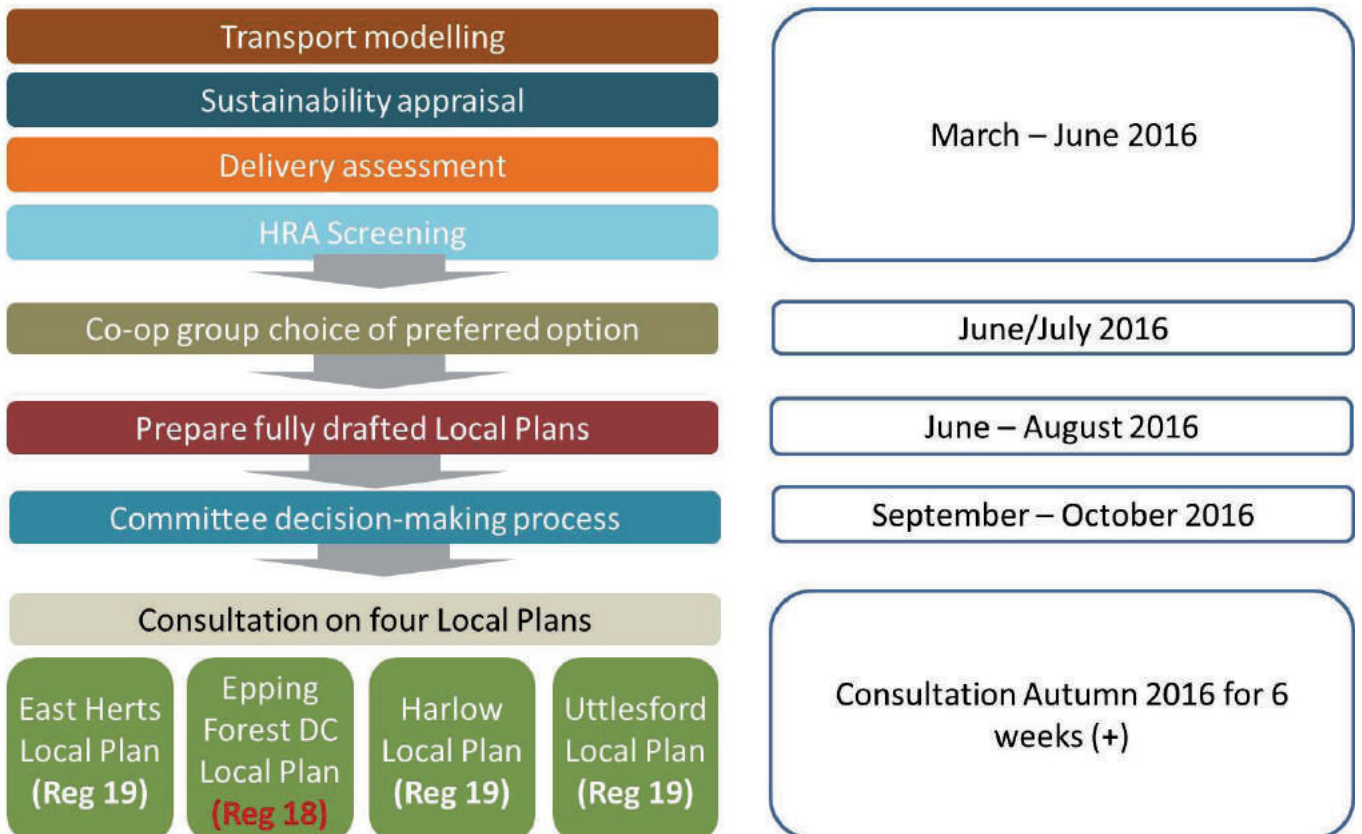 Transport modelling
Sustainability appraisal
Delivery assessment
HRA Screening
March – June 2016
Co-op group choice of preferred option
June/July 2016
Prepare fully drafted Local Plans
June – August 2016
Committee decision-making process
September – October 2016
Consultation on four Local Plans
East Herts
Local Plan
(Reg 19)
Epping
Forest DC
Local Plan
(Reg 18)
Harlow
Local Plan
(Reg 19)
Uttlesford
Local Plan
(Reg 19)
Consultation Autumn 2016 for 6
weeks (+)